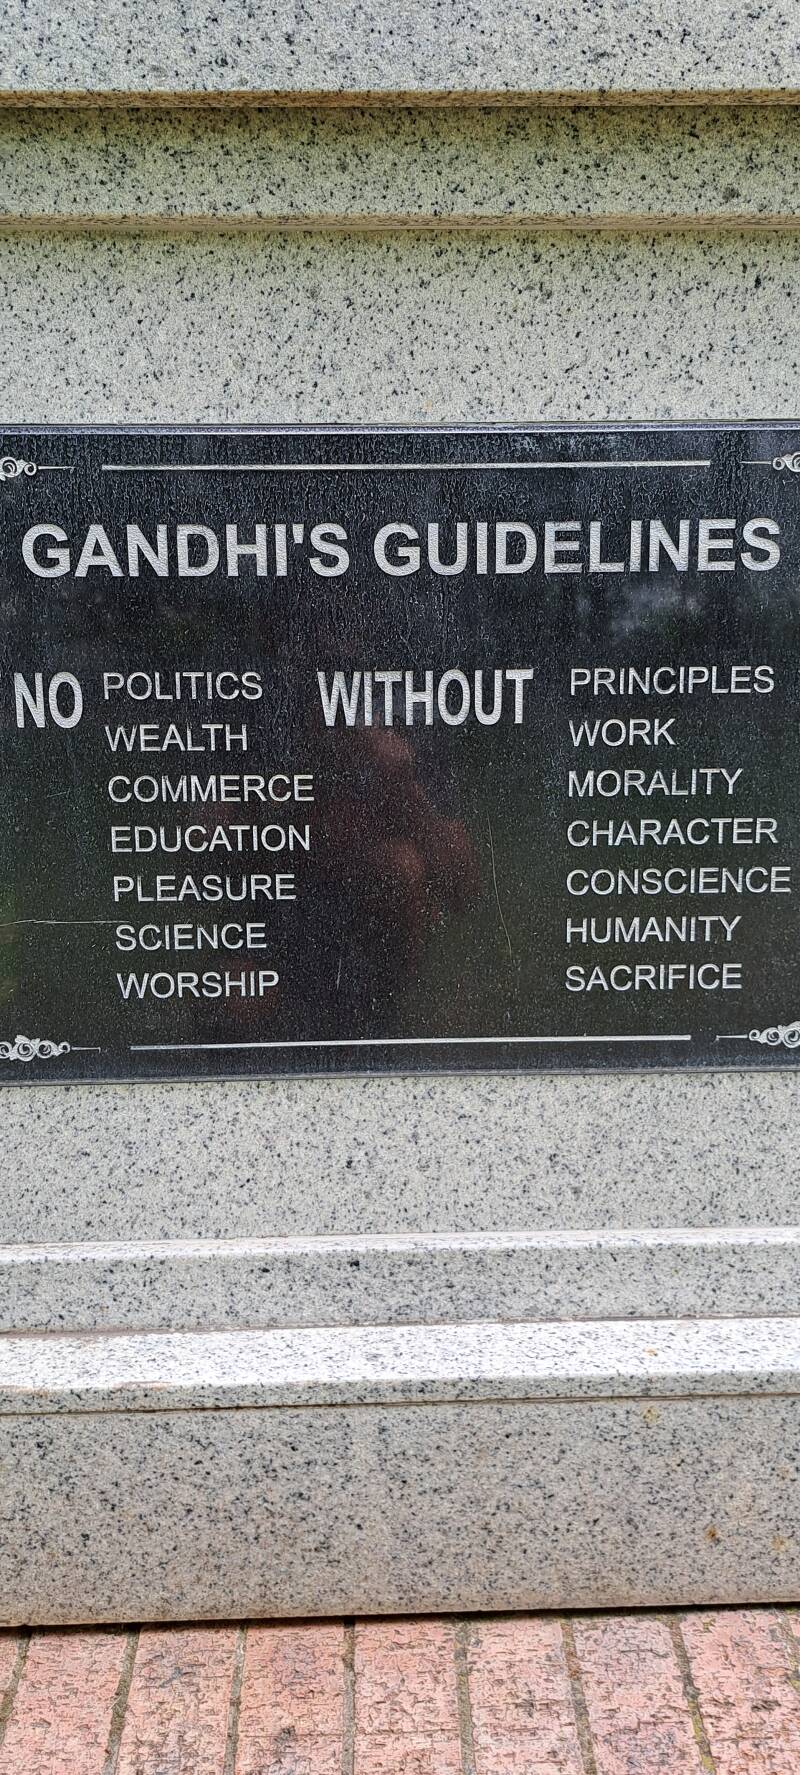 GANDHI'S GUIDELINES
NO POLITICS WITHOUT PRINCIPLES
WEALTH WORK
COMMERCE MORALITY
EDUCATION CHARACTER
PLEASURE CONSCIENCE
SCIENCE HUMANITY
WORSHIP SACRIFICE